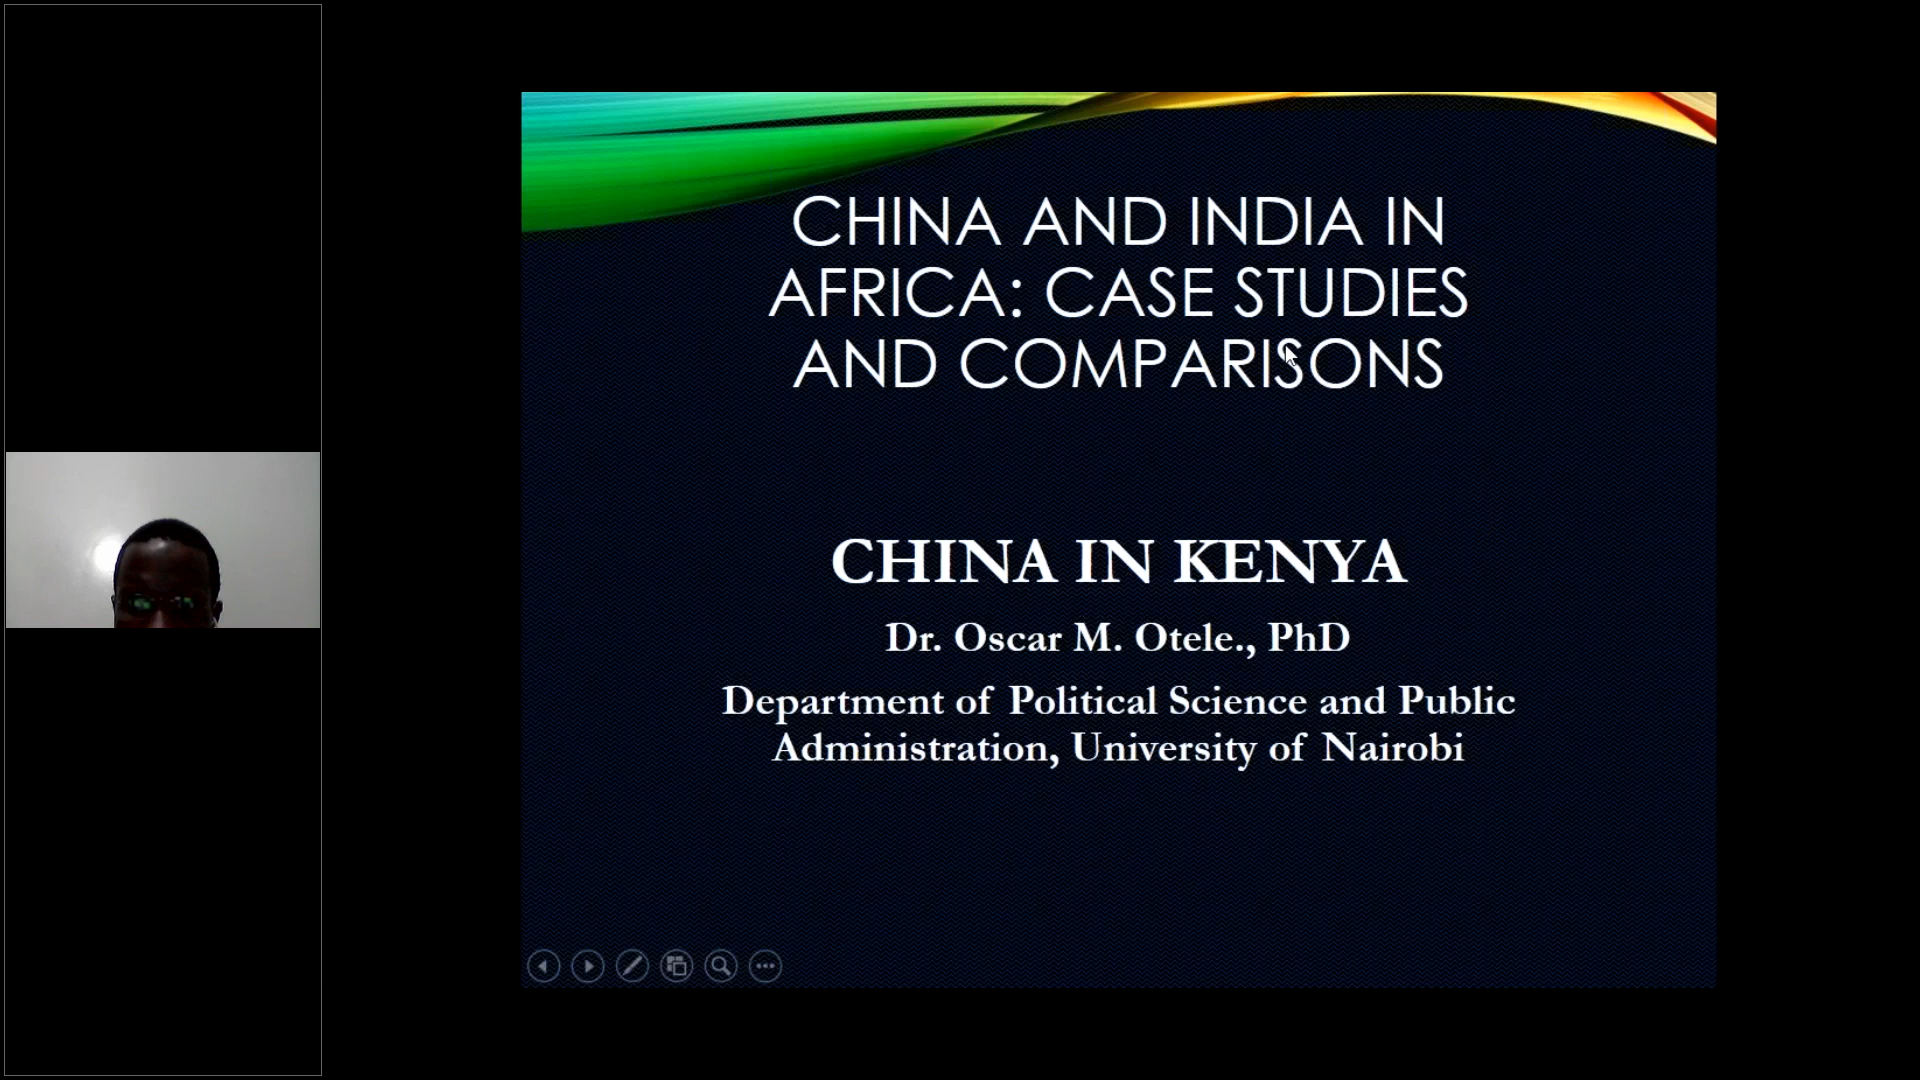 CHINA AND INDIA IN
AFRICA: CASE STUDIES
AND COMPARISONS
CHINA IN KENYA
Dr. Oscar M. Otele., PhD
Department of Political Science and Public
Administration, University of Nairobi